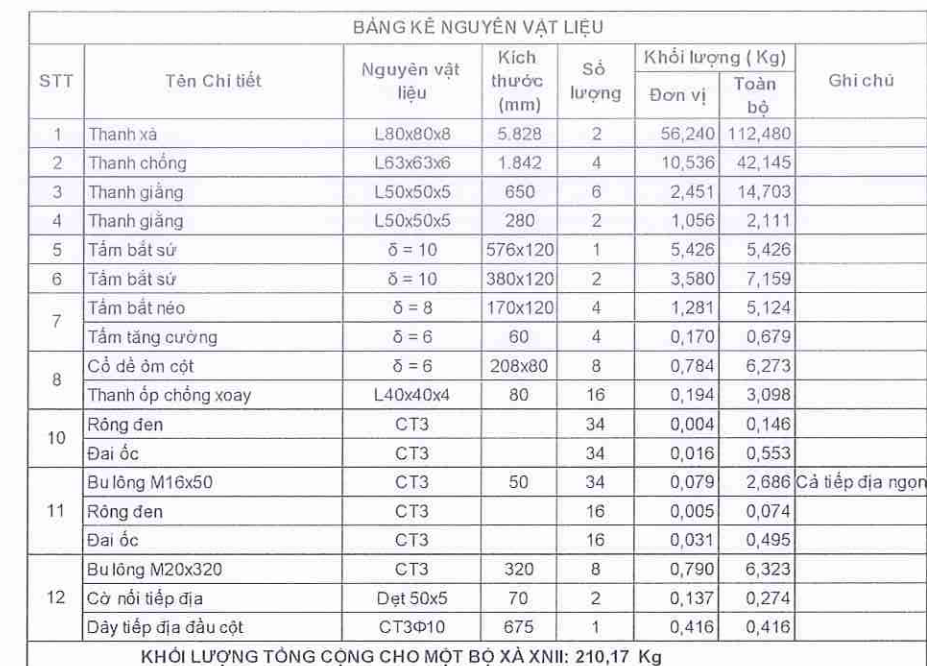 BẢNG KÊ NGUYÊN VẬT LIỆU
STT Tên Chi tiết Nguyên vật liệu Kích thước (mm) Số lượng Khối lượng ( Kg) Ghi chú
Đơn vị Toàn bộ
1 Thanh xà L80x80x8 5.828 2 56,240 112,480
2 Thanh chống L63x63x6 1.842 4 10,536 42,145
3 Thanh giằng L50x50x5 650 6 2,451 14,703
4 Thanh giằng L50x50x5 280 2 1,056 2,111
5 Tấm bắt sứ δ = 10 576x120 1 5,426 5,426
6 Tấm bắt sứ δ = 10 380x120 2 3,580 7,159
7 Tấm bắt néo δ = 8 170x120 4 1,281 5,124
Tấm tăng cường δ = 6 60 4 0,170 0,679
8 Cổ dề ôm cột δ = 6 208x80 8 0,784 6,273
Thanh ốp chống xoay L40x40x4 80 16 0,194 3,098
10 Rông đen CT3 34 0,004 0,146
Đai ốc CT3 34 0,016 0,553
11 Bu lông M16x50 CT3 50 34 0,079 2,686 Cả tiếp địa ngọn
Rông đen CT3 16 0,005 0,074
Đai ốc CT3 16 0,031 0,495
12 Bu lông M20x320 CT3 320 8 0,790 6,323
Cờ nối tiếp địa Dẹt 50x5 70 2 0,137 0,274
Dây tiếp địa đầu cột CT3Φ10 675 1 0,416 0,416
KHỐI LƯỢNG TỔNG CỘNG CHO MỘT BỘ XÀ XNII: 210,17 Kg